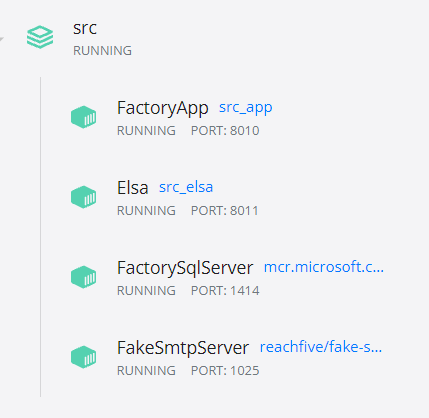 src
RUNNING
FactoryApp src_app
RUNNING PORT: 8010
Elsa src_elsa
RUNNING PORT: 8011
FactorySqlServer mcr.microsoft.c...
RUNNING PORT: 1414
FakeSmtpServer reachfive/fake-s...
RUNNING PORT: 1025